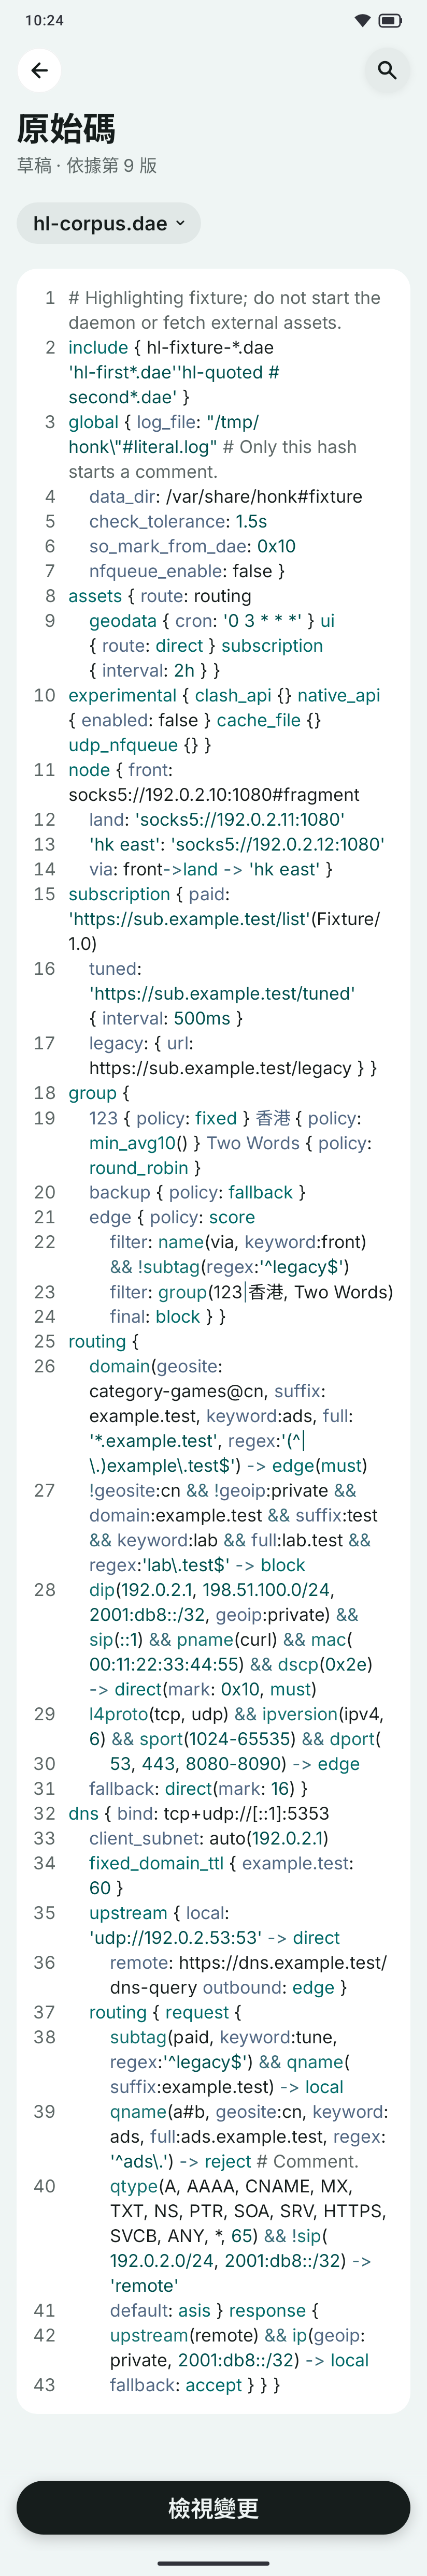 10:24
原始碼
草稿 · 依據第 9 版
hl-corpus.dae
1 # Highlighting fixture; do not start the
daemon or fetch external assets.
2 include { hl-fixture-*.dae
'hl-first*.dae''hl-quoted #
second*.dae' }
3 global { log_file: "/tmp/
honk\"#literal.log" # Only this hash
starts a comment.
4 data_dir: /var/share/honk#fixture
5 check_tolerance: 1.5s
6 so_mark_from_dae: 0x10
7 nfqueue_enable: false }
8 assets { route: routing
9 geodata { cron: '0 3 * * *' } ui
{ route: direct } subscription
{ interval: 2h } }
10 experimental { clash_api {} native_api
{ enabled: false } cache_file {}
udp_nfqueue {} }
11 node { front:
socks5://192.0.2.10:1080#fragment
12 land: 'socks5://192.0.2.11:1080'
13 'hk east': 'socks5://192.0.2.12:1080'
14 via: front->land -> 'hk east' }
15 subscription { paid:
'https://sub.example.test/list'(Fixture/
1.0)
16 tuned:
'https://sub.example.test/tuned'
{ interval: 500ms }
17 legacy: { url:
https://sub.example.test/legacy } }
18 group {
19 123 { policy: fixed } 香港 { policy:
min_avg10() } Two Words { policy:
round_robin }
20 backup { policy: fallback }
21 edge { policy: score
22 filter: name(via, keyword:front)
&& !subtag(regex:'^legacy$')
23 filter: group(123|香港, Two Words)
24 final: block } }
25 routing {
26 domain(geosite:
category-games@cn, suffix:
example.test, keyword:ads, full:
'*.example.test', regex:'(^|
\.)example\.test$') -> edge(must)
27 !geosite:cn && !geoip:private &&
domain:example.test && suffix:test
&& keyword:lab && full:lab.test &&
regex:'lab\.test$' -> block
28 dip(192.0.2.1, 198.51.100.0/24,
2001:db8::/32, geoip:private) &&
sip(::1) && pname(curl) && mac(
00:11:22:33:44:55) && dscp(0x2e)
-> direct(mark: 0x10, must)
29 l4proto(tcp, udp) && ipversion(ipv4,
6) && sport(1024-65535) && dport(
30 53, 443, 8080-8090) -> edge
31 fallback: direct(mark: 16) }
32 dns { bind: tcp+udp://[::1]:5353
33 client_subnet: auto(192.0.2.1)
34 fixed_domain_ttl { example.test:
60 }
35 upstream { local:
'udp://192.0.2.53:53' -> direct
36 remote: https://dns.example.test/
dns-query outbound: edge }
37 routing { request {
38 subtag(paid, keyword:tune,
regex:'^legacy$') && qname(
suffix:example.test) -> local
39 qname(a#b, geosite:cn, keyword:
ads, full:ads.example.test, regex:
'^ads\.') -> reject # Comment.
40 qtype(A, AAAA, CNAME, MX,
TXT, NS, PTR, SOA, SRV, HTTPS,
SVCB, ANY, *, 65) && !sip(
192.0.2.0/24, 2001:db8::/32) ->
'remote'
41 default: asis } response {
42 upstream(remote) && ip(geoip:
private, 2001:db8::/32) -> local
43 fallback: accept } } }
檢視變更